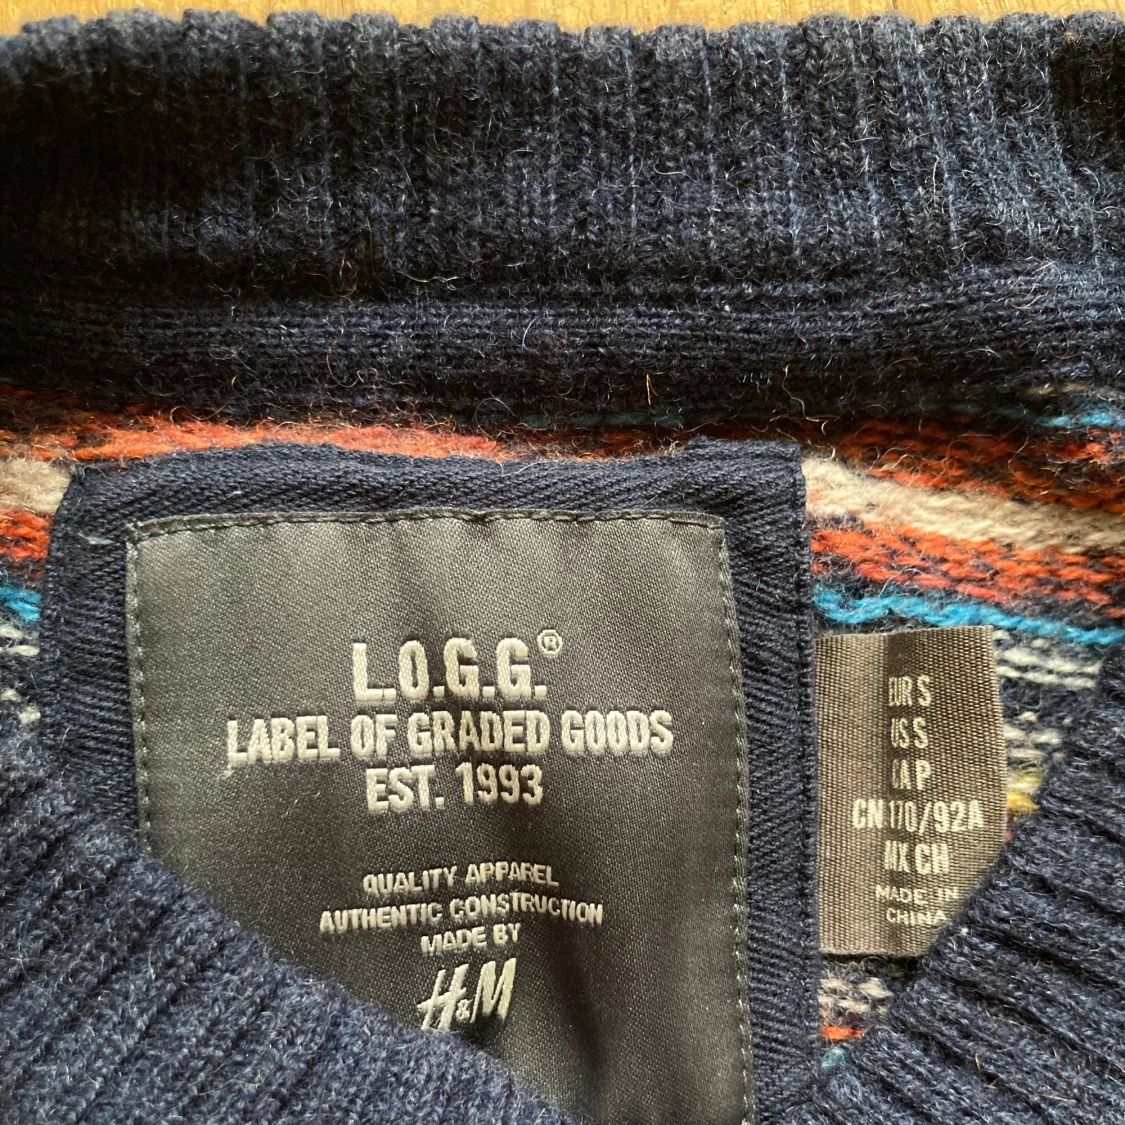 L.O.G.G.®
LABEL OF GRADED GOODS
EST. 1993
QUALITY APPAREL
AUTHENTIC CONSTRUCTION
MADE BY
H&M
EUR S
US S
CA P
CN 170/92A
MX CH
MADE IN
CHINA